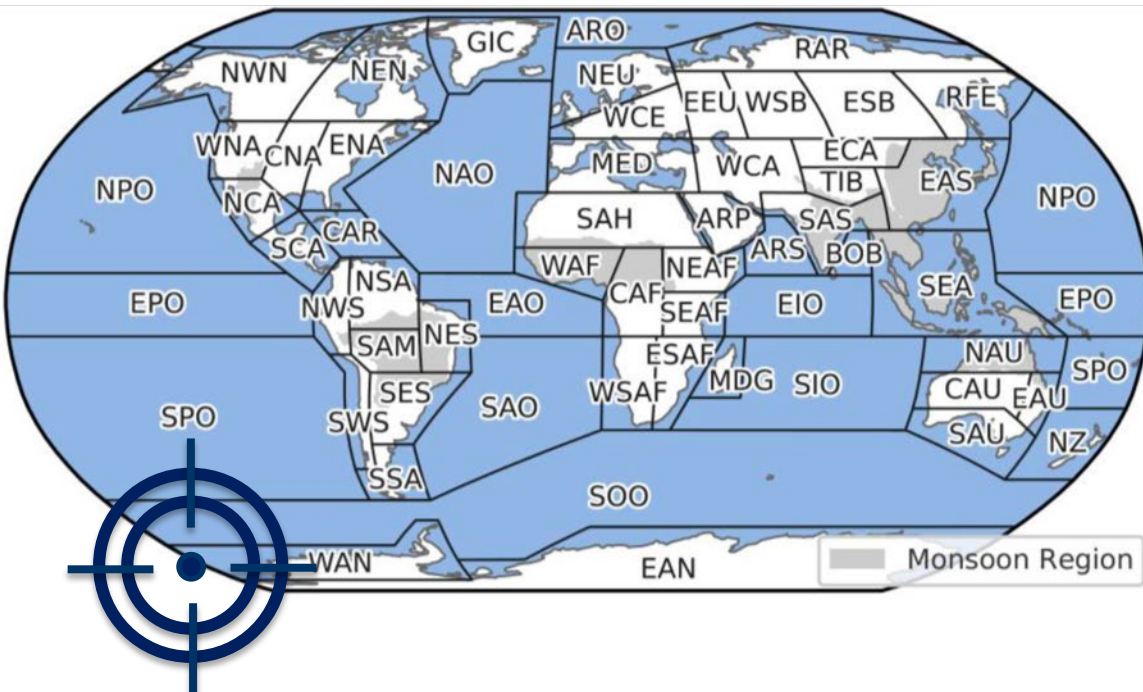 ARO
GIC
RAR
NWN
NEN
NEU
RFE
EEU
WSB
ESB
WCE
WNA
CNA
ENA
ECA
MED
WCA
NAO
TIB
EAS
NPO
NPO
NCA
SAH
ARP
SAS
CAR
SCA
ARS
BOB
WAF
NEAF
NSA
SEA
CAF
EPO
NWS
EAO
SEAF
EIO
EPO
NES
SAM
ESAF
NAU
MDG
SIO
SPO
SES
WSAF
CAU
EAU
SPO
SWS
SAO
SAU
NZ
SSA
SOO
WAN
EAN
Monsoon Region